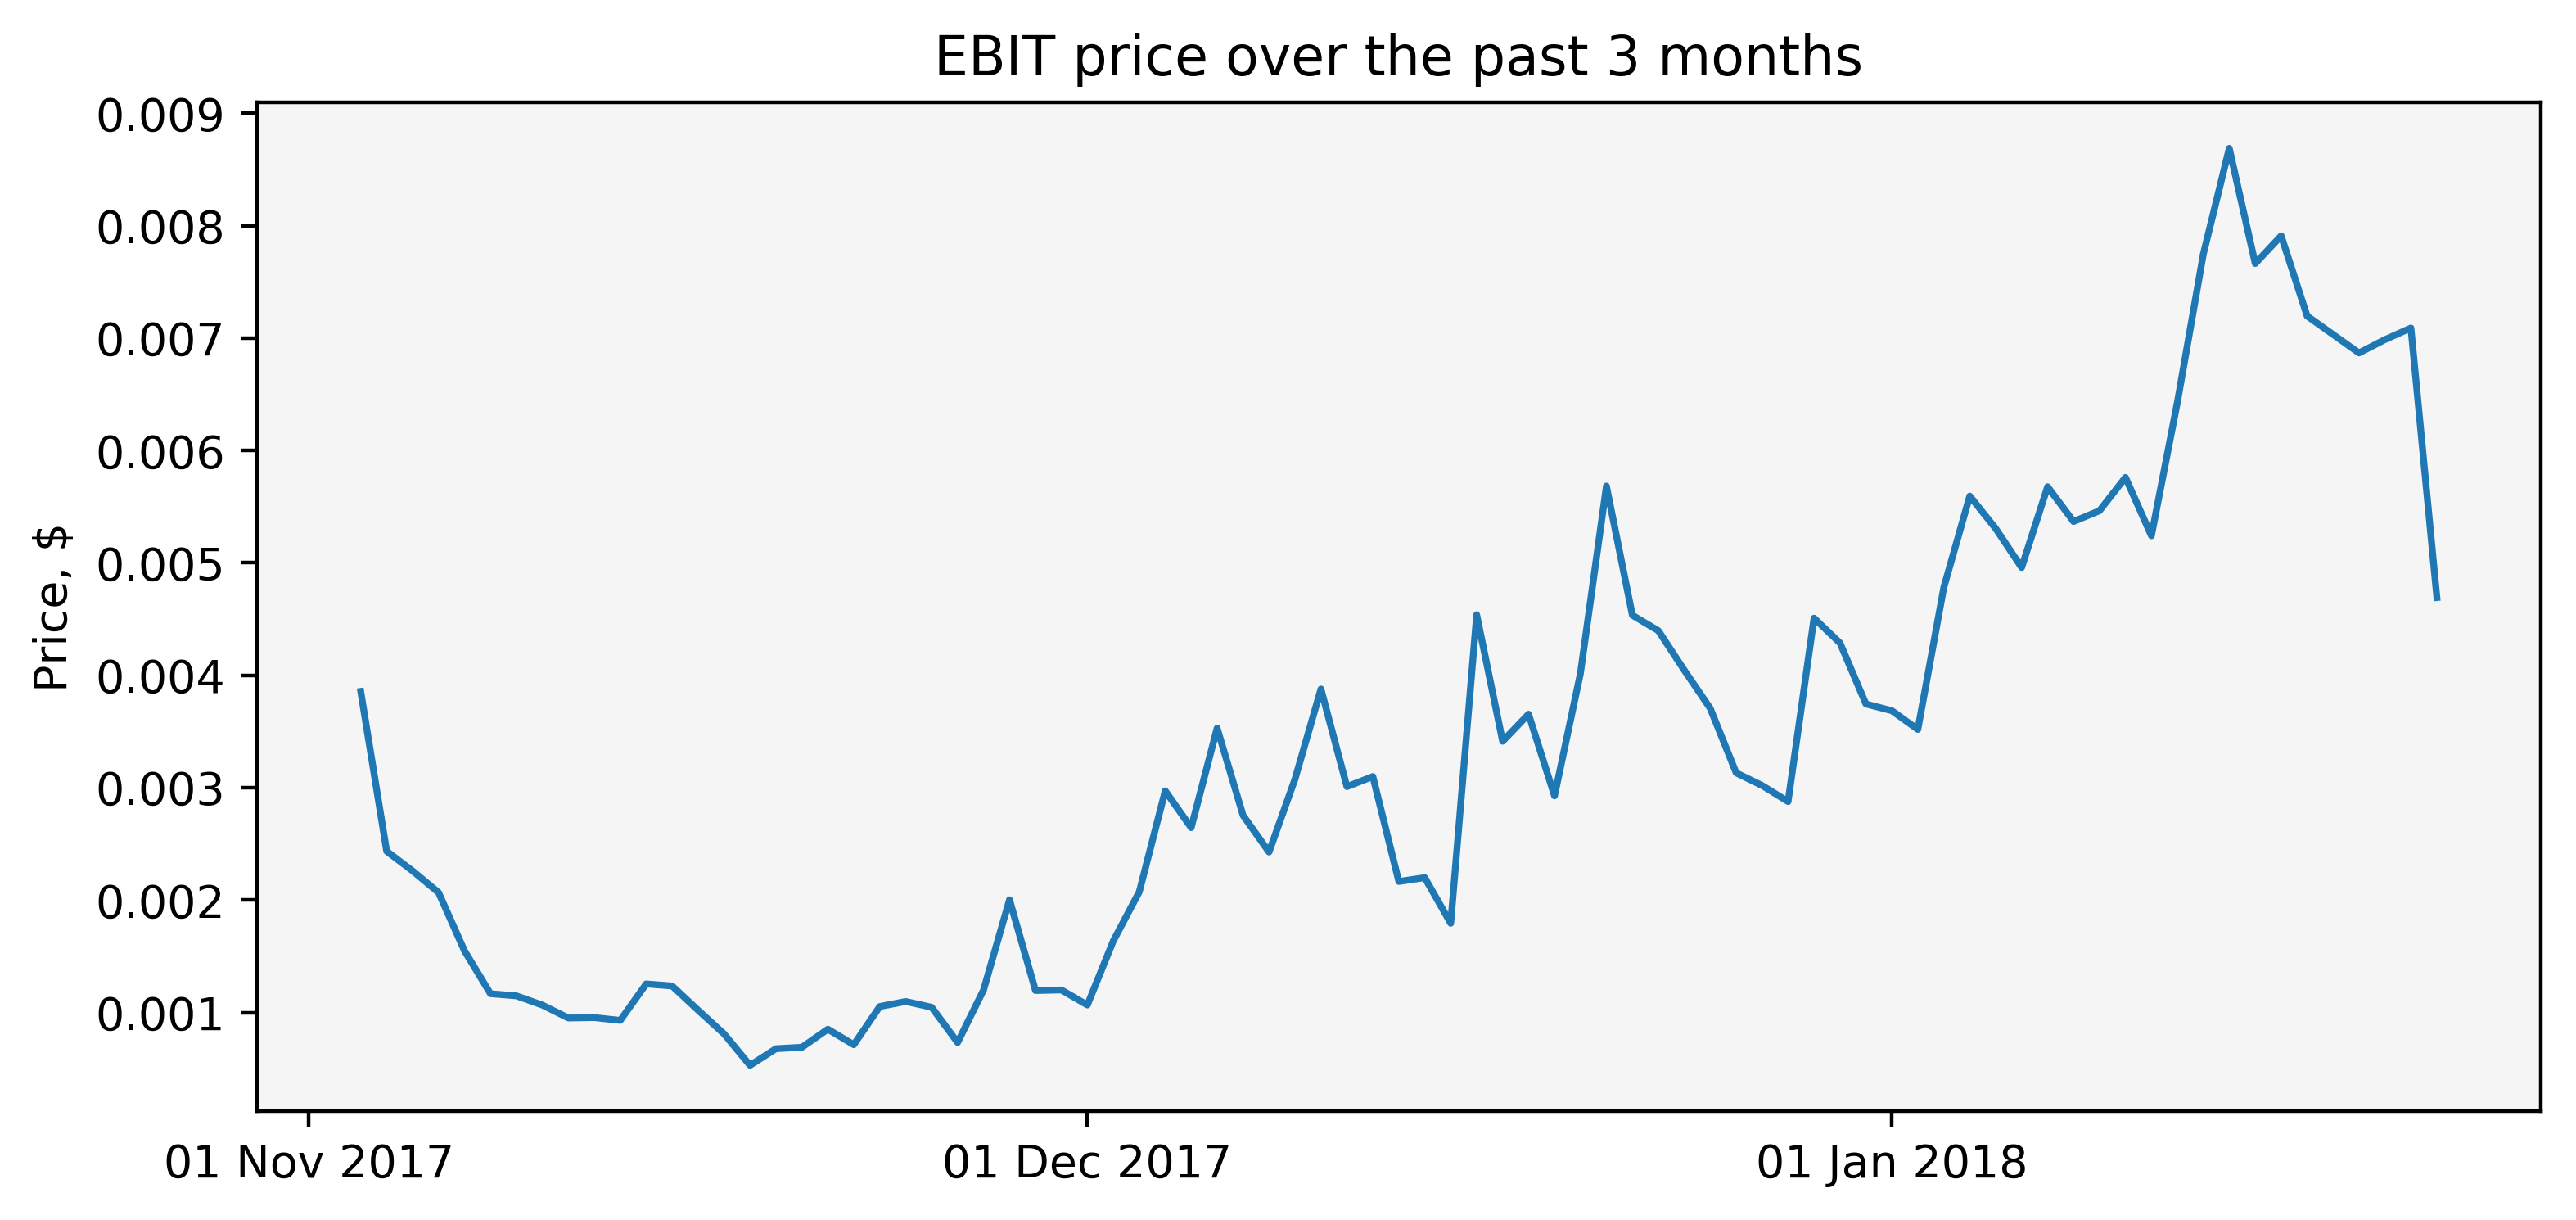 EBIT price over the past 3 months
Price, $
0.009
0.008
0.007
0.006
0.005
0.004
0.003
0.002
0.001
01 Nov 2017
01 Dec 2017
01 Jan 2018